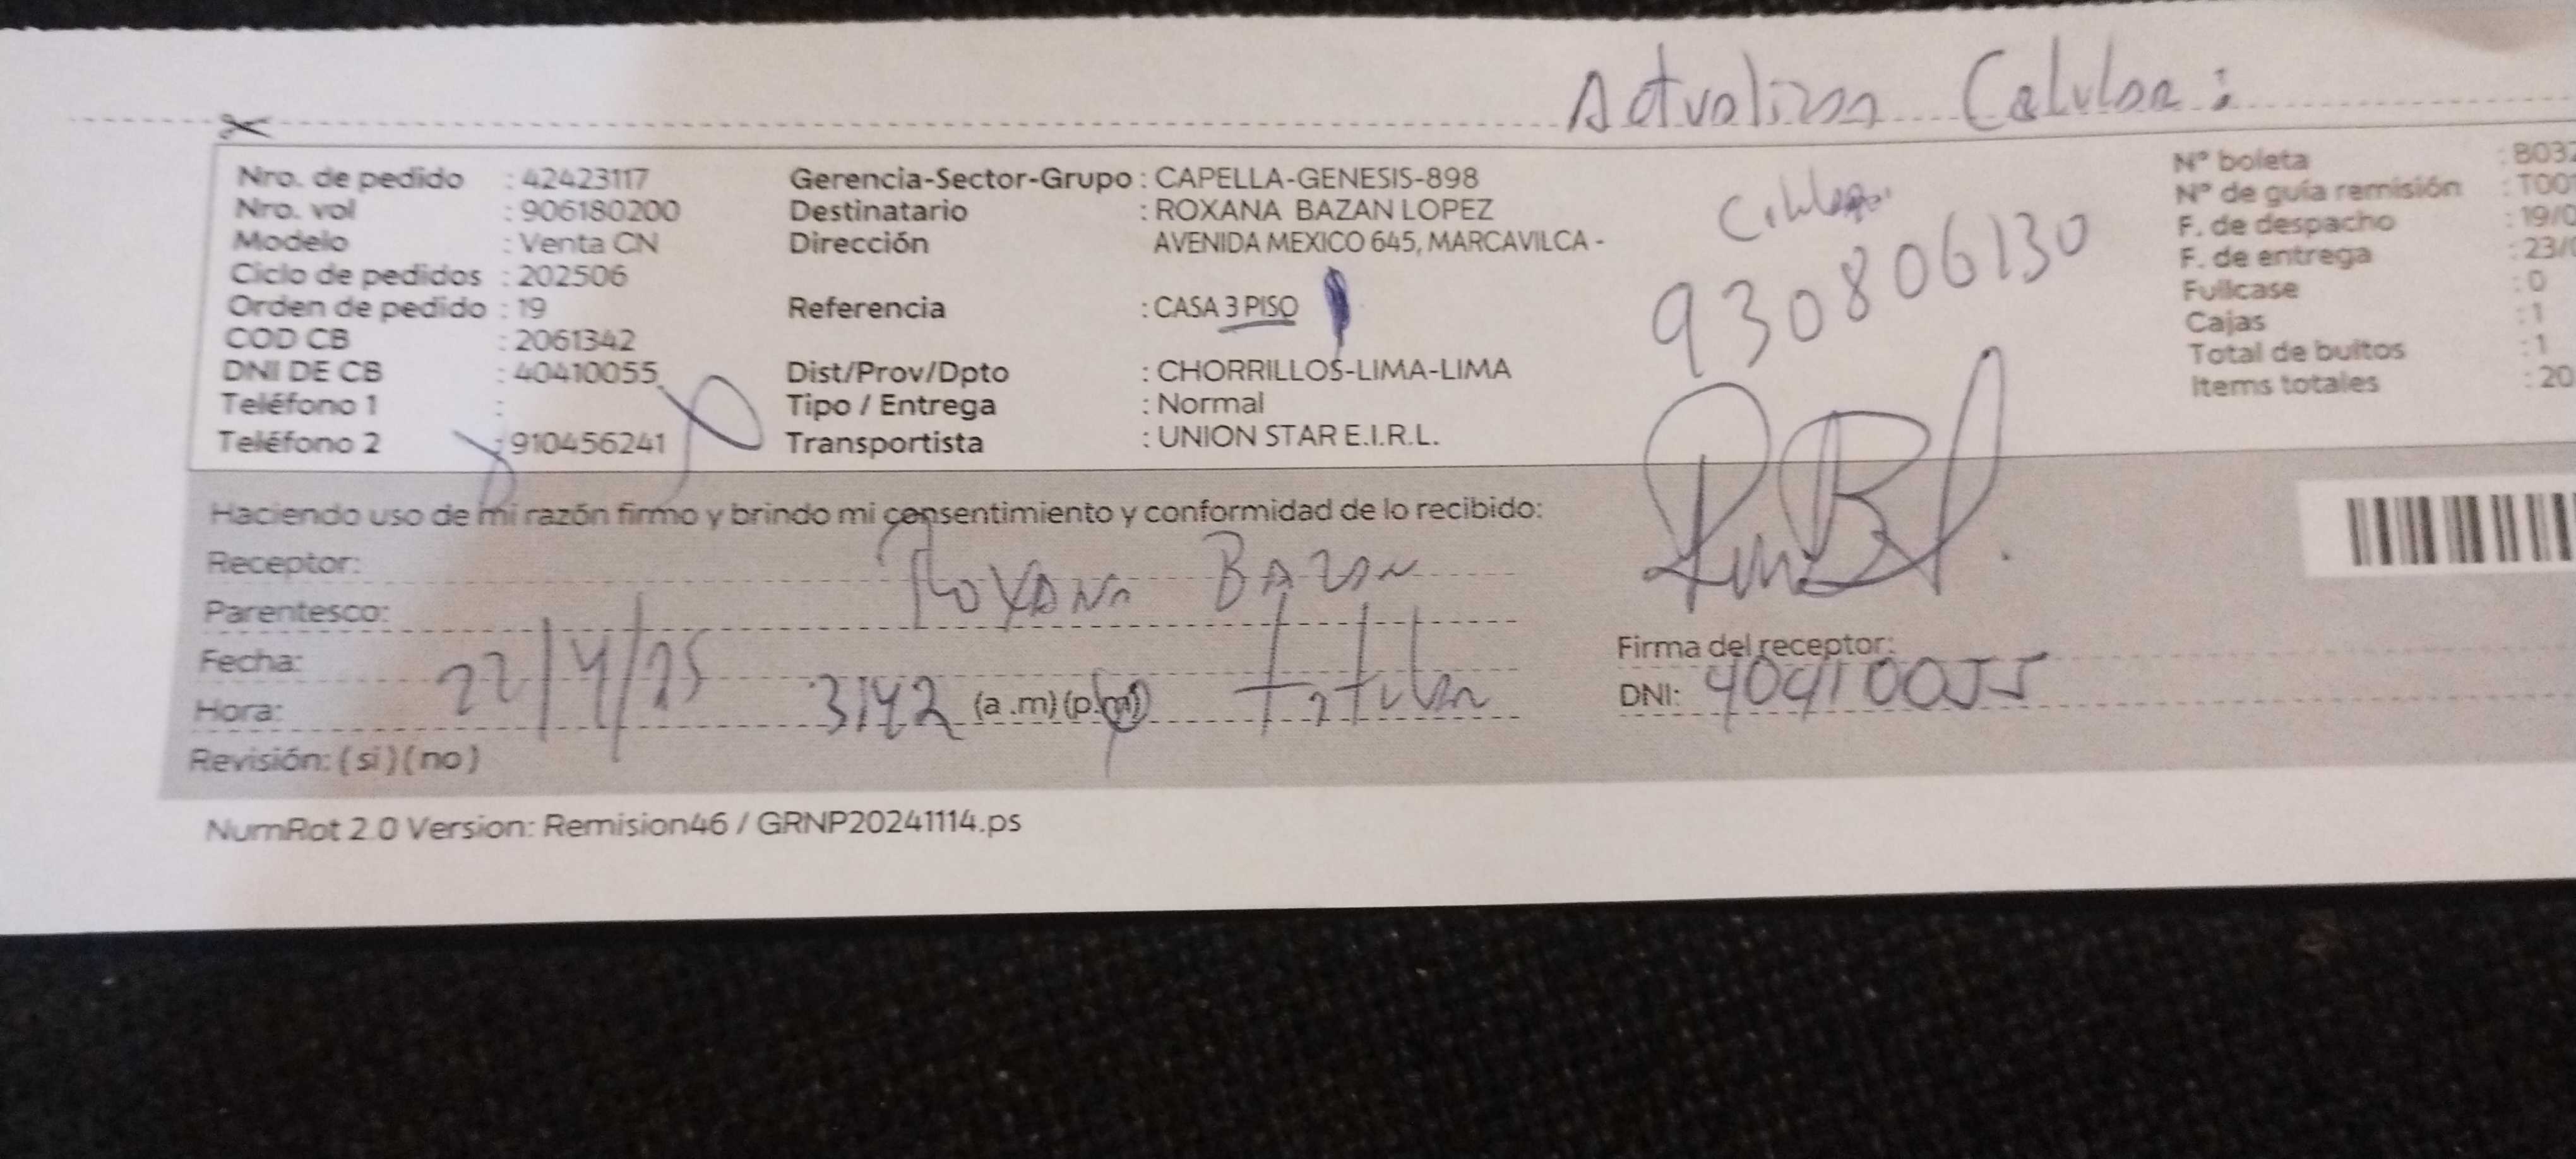 Actualizar Celular:
Nro. de pedido : 42423117 Gerencia-Sector-Grupo : CAPELLA-GENESIS-898 N° boleta : B032
Nro. vol : 906180200 Destinatario : ROXANA BAZAN LOPEZ N° de guía remisión : T001
Modelo : Venta CN Dirección AVENIDA MEXICO 645, MARCAVILCA - F. de despacho : 19/0
Ciclo de pedidos : 202506 930806130 F. de entrega : 23/
Orden de pedido : 19 Referencia : CASA 3 PISO Fullcase : 0
COD CB : 2061342 Cajas : 1
DNI DE CB : 40410055 Dist/Prov/Dpto : CHORRILLOS-LIMA-LIMA Total de bultos : 1
Teléfono 1 : Tipo / Entrega : Normal Items totales : 20
Teléfono 2 : 910456241 Transportista : UNION STAR E.I.R.L.
Haciendo uso de mi razón firmo y brindo mi consentimiento y conformidad de lo recibido:
Receptor: Roxana Bazan
Parentesco: Titular
Fecha: 22/4/25 Firma del receptor:
Hora: 3:42 (a.m)(p.m) DNI: 40410055
Revisión: (si)(no)
NumRot 2.0 Version: Remision46 / GRNP20241114.ps